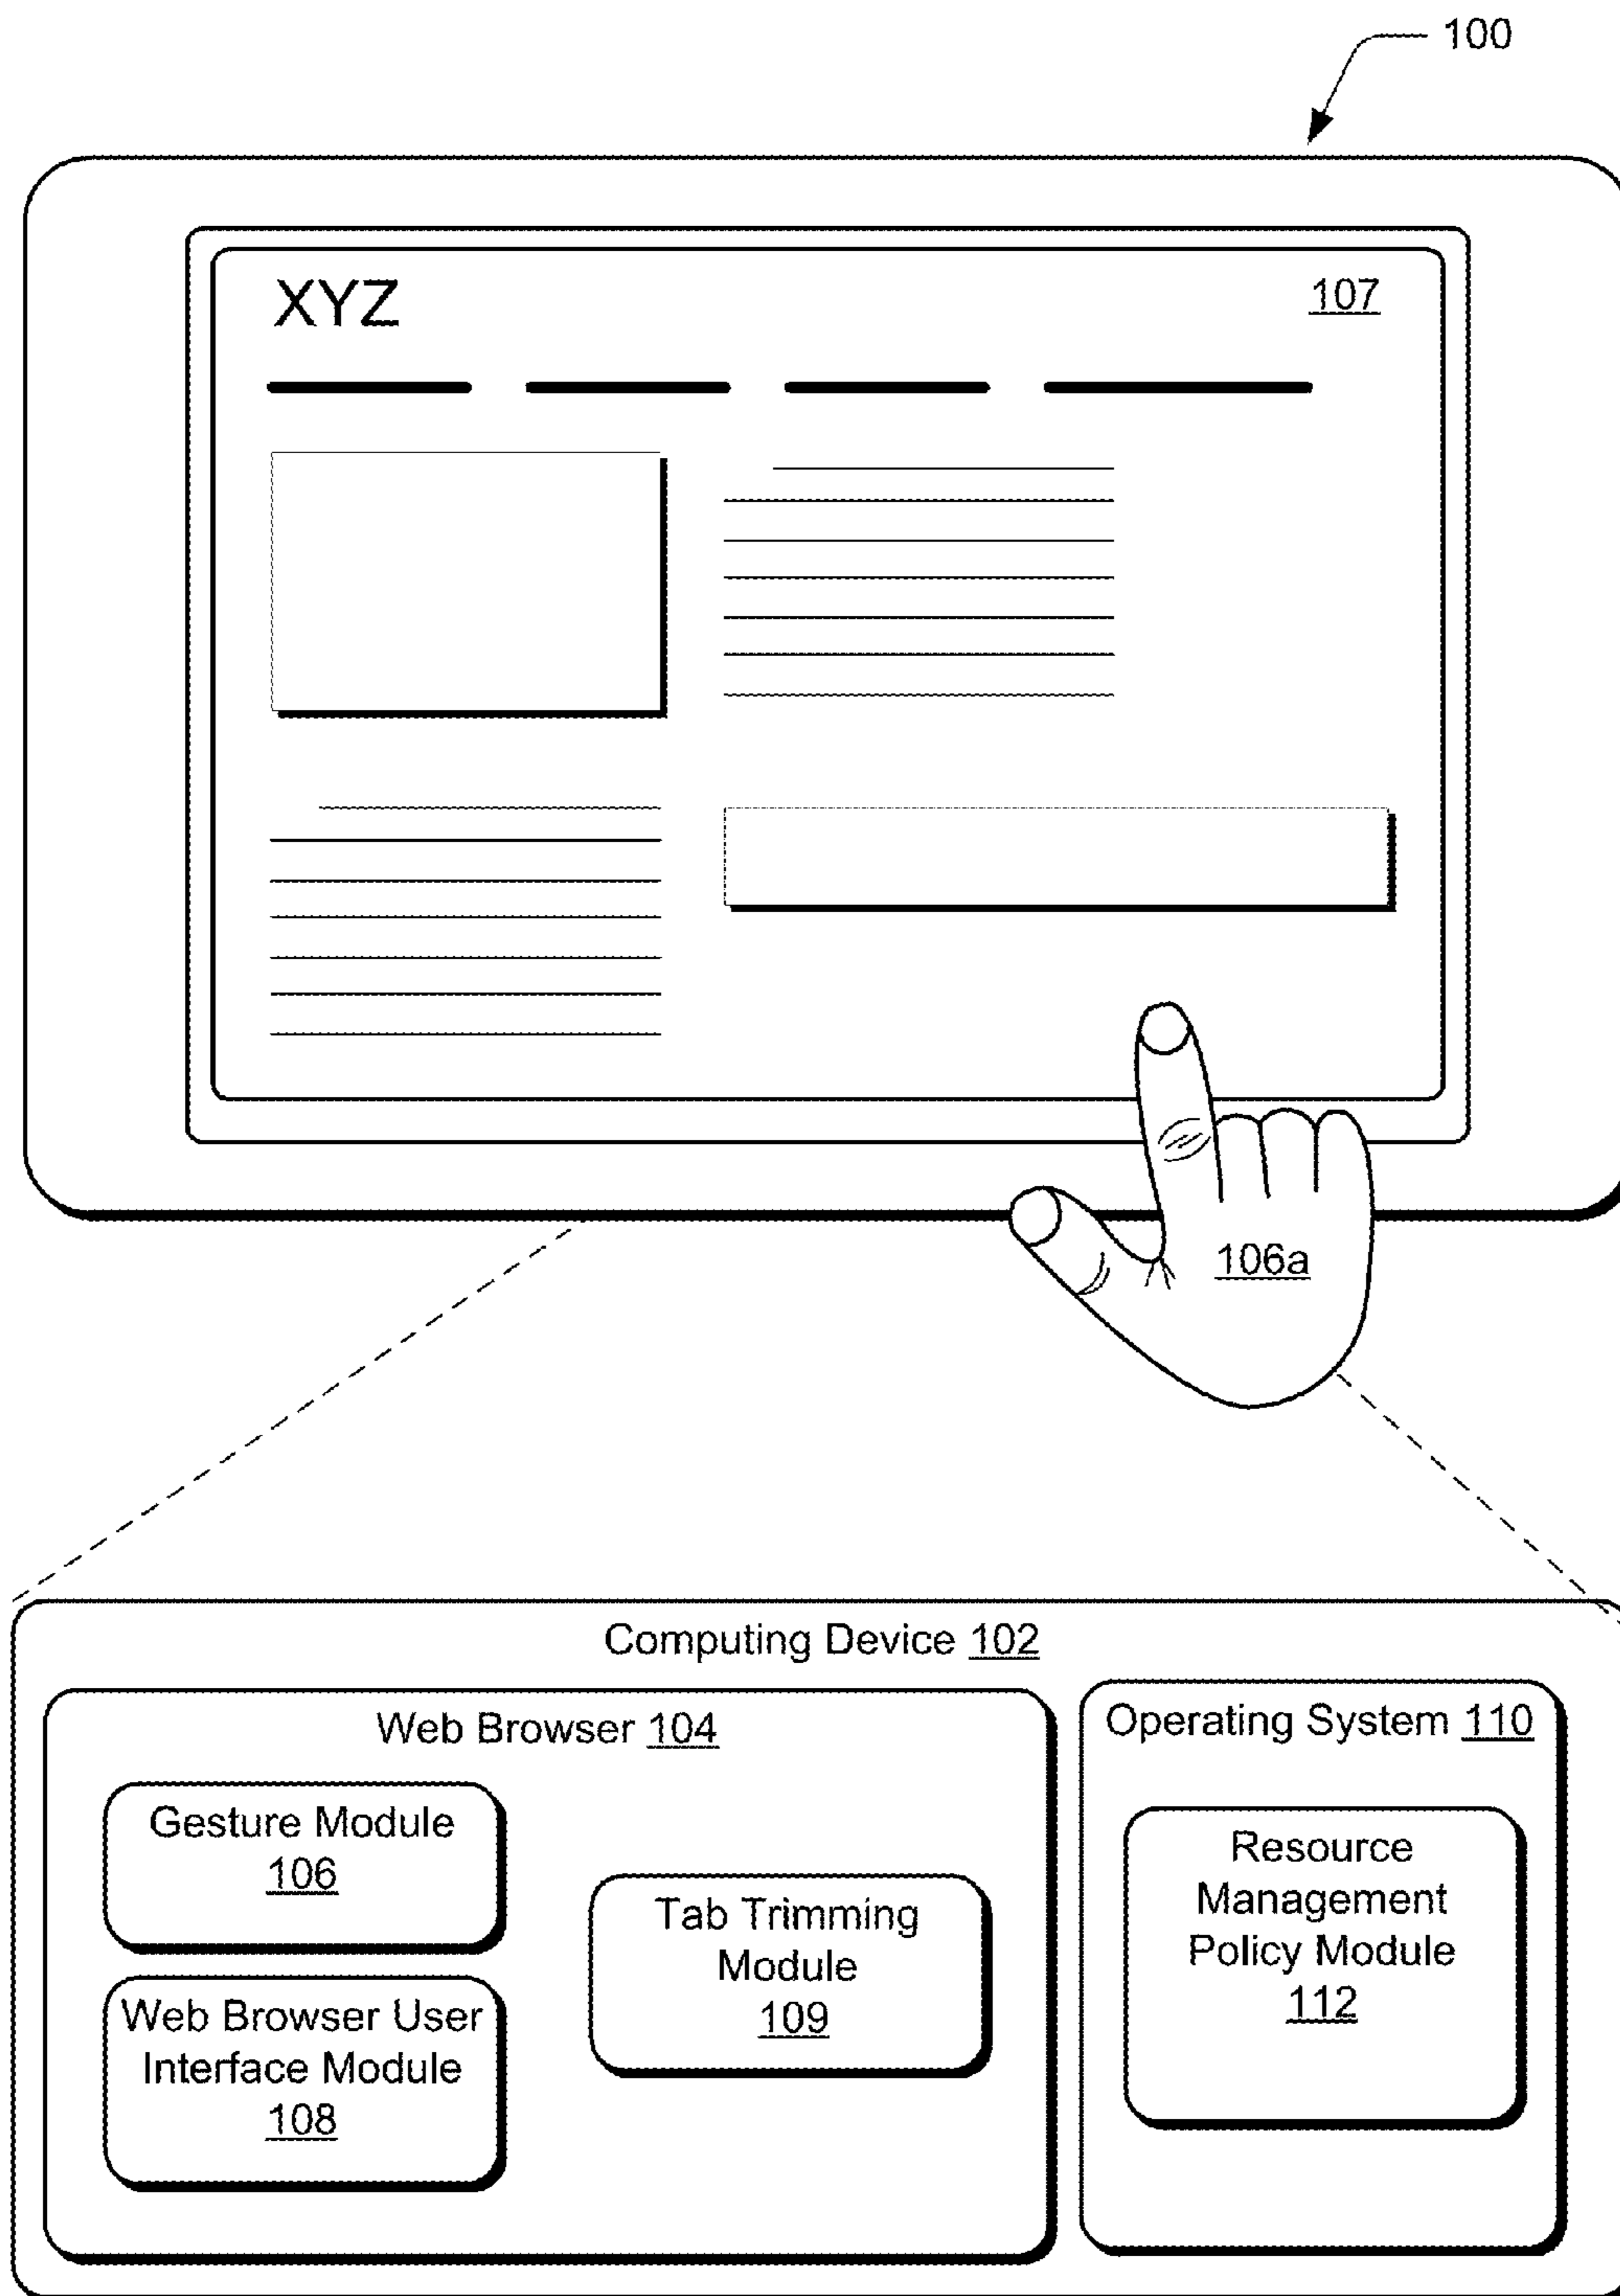 100
XYZ
107
106a
Computing Device 102
Web Browser 104
Gesture Module
106
Web Browser User
Interface Module
108
Tab Trimming
Module
109
Operating System 110
Resource
Management
Policy Module
112